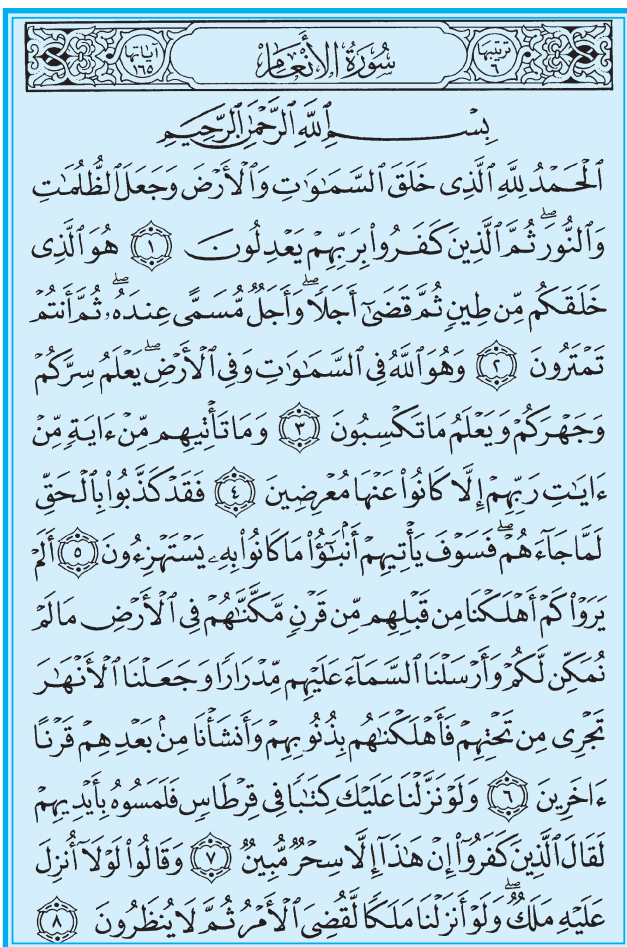 ترتيبها ٦ سُورَةُ الأَنْعَامِ آياتها ١٦٥
بِسْمِ ٱللَّهِ ٱلرَّحْمَٰنِ ٱلرَّحِيمِ
ٱلْحَمْدُ لِلَّهِ ٱلَّذِى خَلَقَ ٱلسَّمَٰوَٰتِ وَٱلْأَرْضَ وَجَعَلَ ٱلظُّلُمَٰتِ
وَٱلنُّورَ ۖ ثُمَّ ٱلَّذِينَ كَفَرُوا۟ بِرَبِّهِمْ يَعْدِلُونَ ١ هُوَ ٱلَّذِى
خَلَقَكُم مِّن طِينٍ ثُمَّ قَضَىٰٓ أَجَلًا ۖ وَأَجَلٌ مُّسَمًّى عِندَهُۥ ۖ ثُمَّ أَنتُمْ
تَمْتَرُونَ ٢ وَهُوَ ٱللَّهُ فِى ٱلسَّمَٰوَٰتِ وَفِى ٱلْأَرْضِ ۖ يَعْلَمُ سِرَّكُمْ
وَجَهْرَكُمْ وَيَعْلَمُ مَا تَكْسِبُونَ ٣ وَمَا تَأْتِيهِم مِّنْ ءَايَةٍ مِّنْ
ءَايَٰتِ رَبِّهِمْ إِلَّا كَانُوا۟ عَنْهَا مُعْرِضِينَ ٤ فَقَدْ كَذَّبُوا۟ بِٱلْحَقِّ
لَمَّا جَآءَهُمْ ۖ فَسَوْفَ يَأْتِيهِمْ أَنۢبَٰٓؤُا۟ مَا كَانُوا۟ بِهِۦ يَسْتَهْزِءُونَ ٥ أَلَمْ
يَرَوْا۟ كَمْ أَهْلَكْنَا مِن قَبْلِهِم مِّن قَرْنٍ مَّكَّنَّٰهُمْ فِى ٱلْأَرْضِ مَا لَمْ
نُمَكِّن لَّكُمْ وَأَرْسَلْنَا ٱلسَّمَآءَ عَلَيْهِم مِّدْرَارًا وَجَعَلْنَا ٱلْأَنْهَٰرَ
تَجْرِى مِن تَحْتِهِمْ فَأَهْلَكْنَٰهُم بِذُنُوبِهِمْ وَأَنشَأْنَا مِنۢ بَعْدِهِمْ قَرْنًا
ءَاخَرِينَ ٦ وَلَوْ نَزَّلْنَا عَلَيْكَ كِتَٰبًا فِى قِرْطَاسٍ فَلَمَسُوهُ بِأَيْدِيهِمْ
لَقَالَ ٱلَّذِينَ كَفَرُوٓا۟ إِنْ هَٰذَآ إِلَّا سِحْرٌ مُّبِينٌ ٧ وَقَالُوا۟ لَوْلَآ أُنزِلَ
عَلَيْهِ مَلَكٌ ۖ وَلَوْ أَنزَلْنَا مَلَكًا لَّقُضِىَ ٱلْأَمْرُ ثُمَّ لَا يُنظَرُونَ ٨